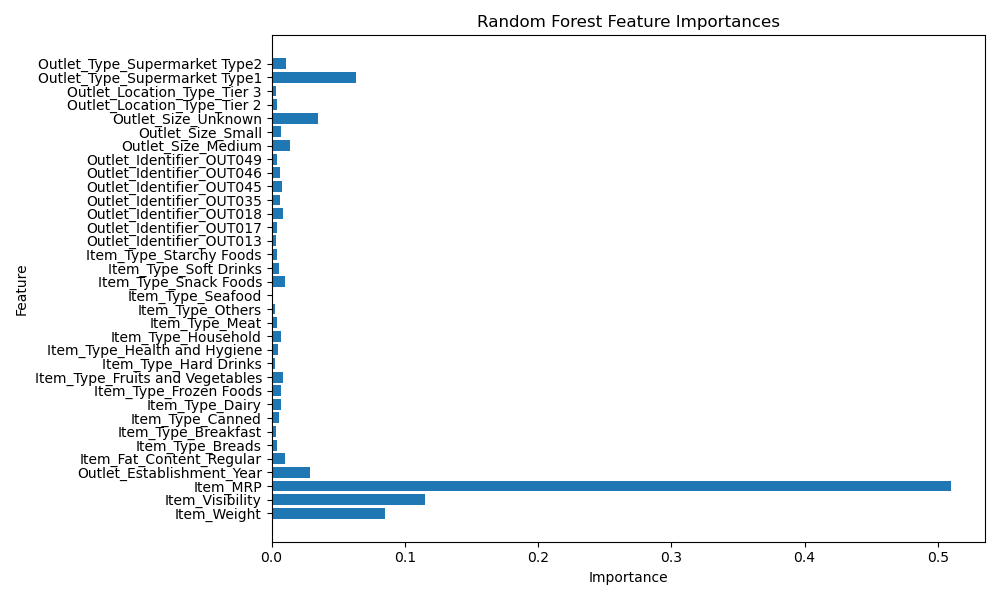 Random Forest Feature Importances
Outlet_Type_Supermarket Type2
Outlet_Type_Supermarket Type1
Outlet_Location_Type_Tier 3
Outlet_Location_Type_Tier 2
Outlet_Size_Unknown
Outlet_Size_Small
Outlet_Size_Medium
Outlet_Identifier_OUT049
Outlet_Identifier_OUT046
Outlet_Identifier_OUT045
Outlet_Identifier_OUT035
Outlet_Identifier_OUT018
Outlet_Identifier_OUT017
Outlet_Identifier_OUT013
Item_Type_Starchy Foods
Item_Type_Soft Drinks
Item_Type_Snack Foods
Item_Type_Seafood
Item_Type_Others
Item_Type_Meat
Item_Type_Household
Item_Type_Health and Hygiene
Item_Type_Hard Drinks
Item_Type_Fruits and Vegetables
Item_Type_Frozen Foods
Item_Type_Dairy
Item_Type_Canned
Item_Type_Breakfast
Item_Type_Breads
Item_Fat_Content_Regular
Outlet_Establishment_Year
Item_MRP
Item_Visibility
Item_Weight
Feature
0.0 0.1 0.2 0.3 0.4 0.5
Importance